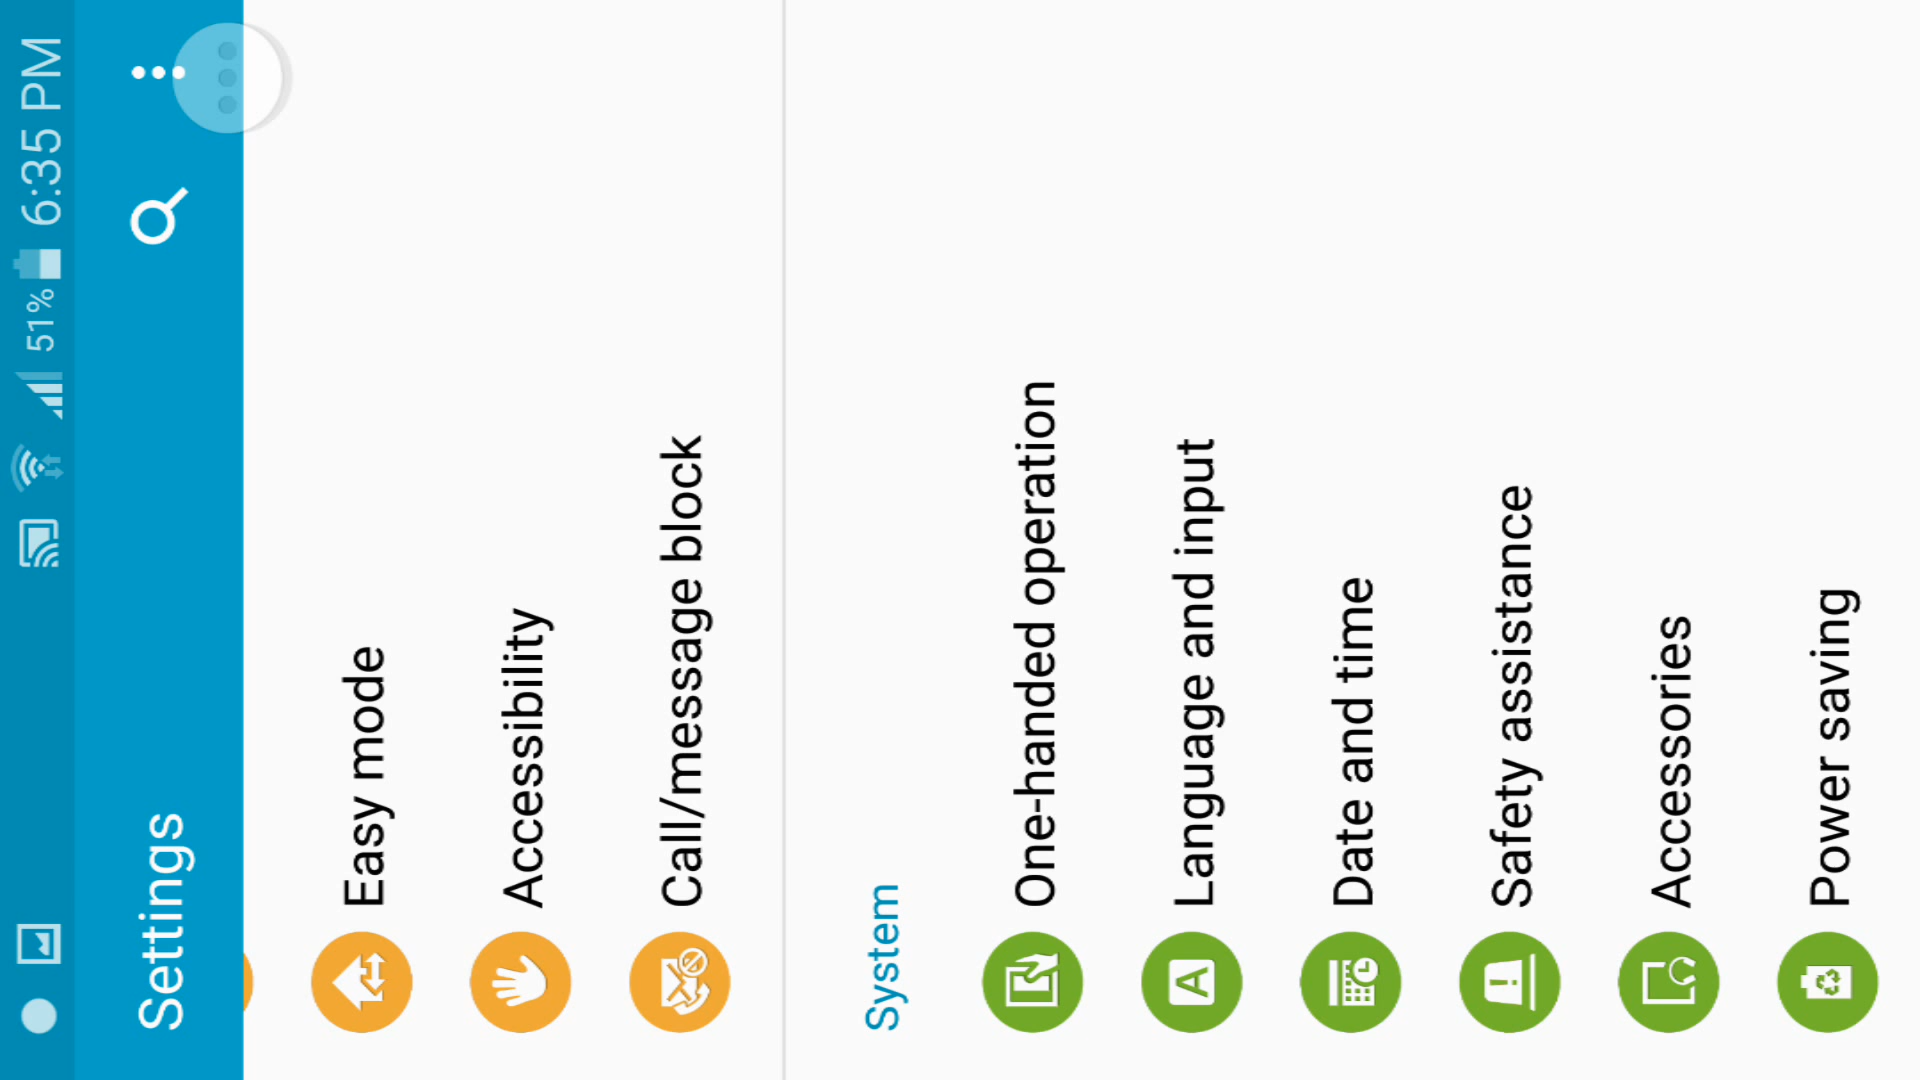 51% 6:35 PM
Settings
Easy mode
Accessibility
Call/message block
System
One-handed operation
A Language and input
Date and time
Safety assistance
Accessories
Power saving